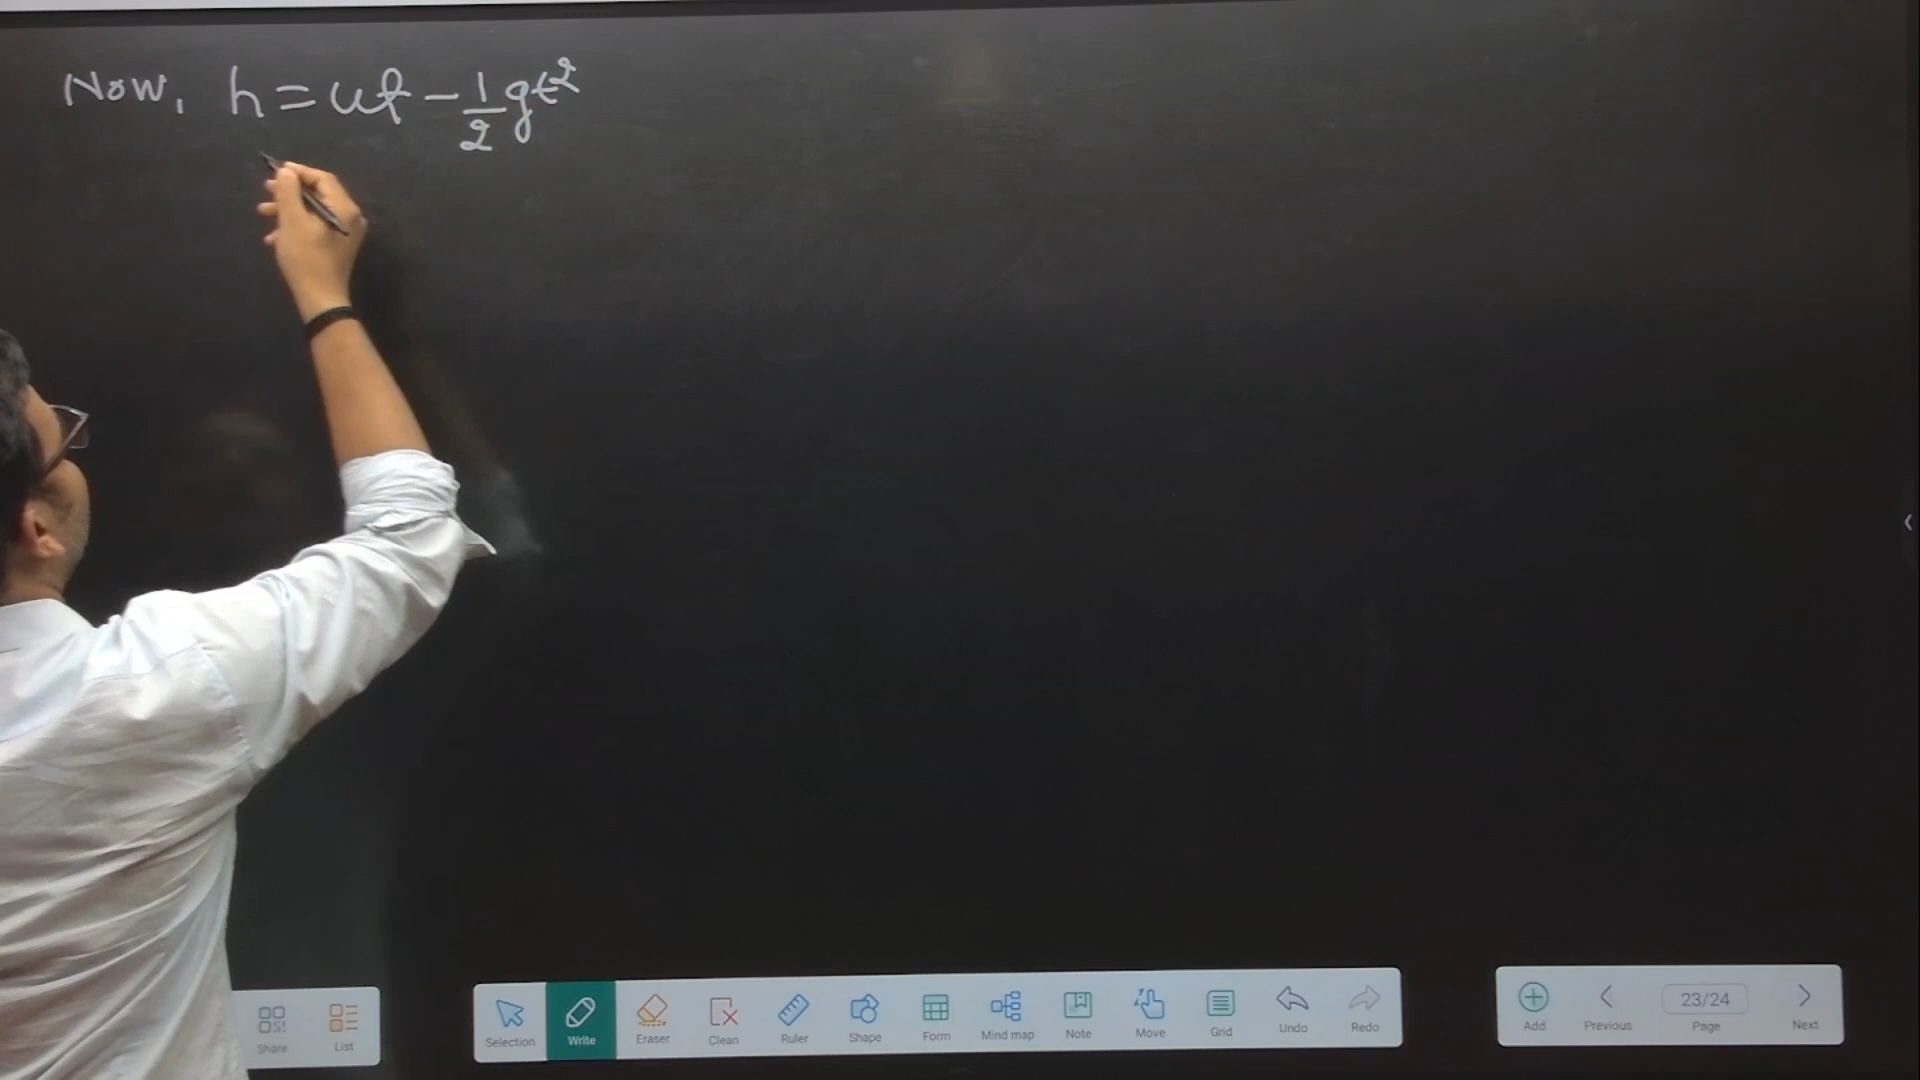 Now, h = ut - 1/2 gt²
Share
List
Selection
Write
Eraser
Clean
Ruler
Shape
Form
Mind map
Note
Move
Grid
Undo
Redo
Add
Previous
23/24
Page
Next